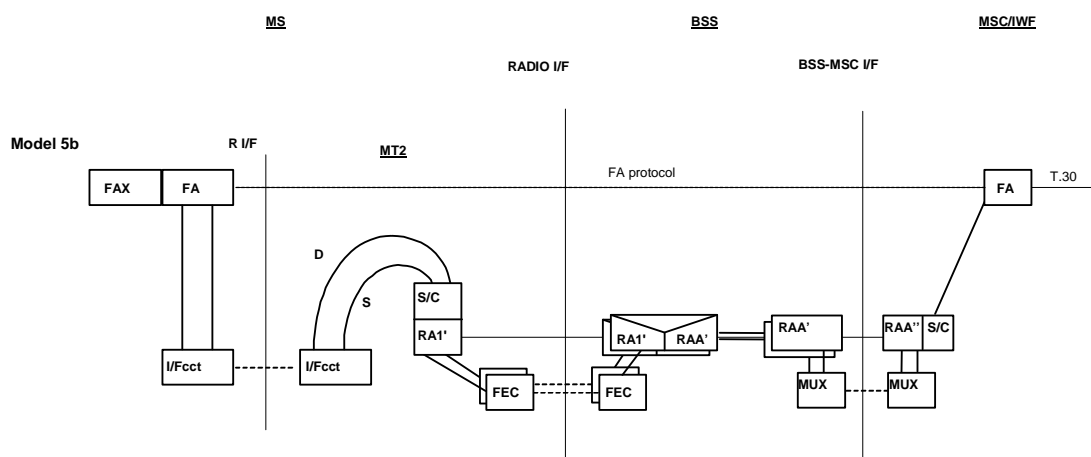 MS
BSS
MSC/IWF
RADIO I/F
BSS-MSC I/F
Model 5b
R I/F
MT2
FAX
FA
FA protocol
FA
T.30
D
S
S/C
RA1'
RA1'
RAA'
RAA'
RAA''
S/C
I/Fcct
I/Fcct
FEC
FEC
MUX
MUX